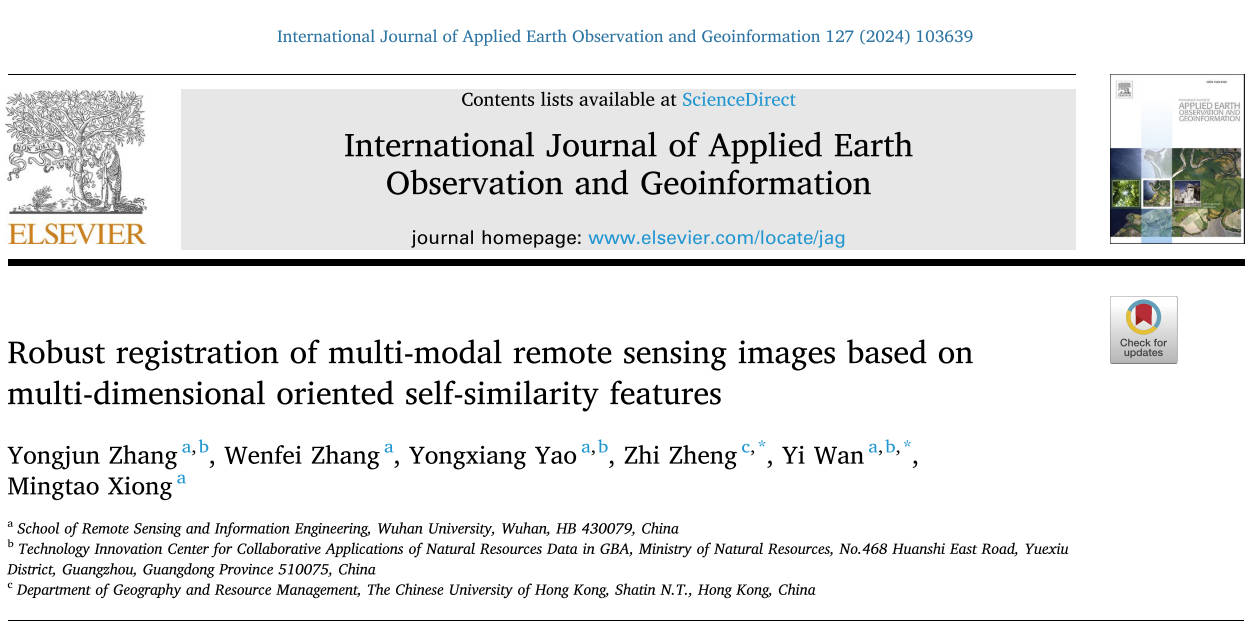 International Journal of Applied Earth Observation and Geoinformation 127 (2024) 103639
Contents lists available at ScienceDirect
International Journal of Applied Earth
Observation and Geoinformation
journal homepage: www.elsevier.com/locate/jag
ELSEVIER
APPLIED EARTH
OBSERVATION AND
GEOINFORMATION
Check for
updates
Robust registration of multi-modal remote sensing images based on
multi-dimensional oriented self-similarity features
Yongjun Zhang a,b, Wenfei Zhang a, Yongxiang Yao a,b, Zhi Zheng c,*, Yi Wan a,b,*,
Mingtao Xiong a
a School of Remote Sensing and Information Engineering, Wuhan University, Wuhan, HB 430079, China
b Technology Innovation Center for Collaborative Applications of Natural Resources Data in GBA, Ministry of Natural Resources, No.468 Huanshi East Road, Yuexiu
District, Guangzhou, Guangdong Province 510075, China
c Department of Geography and Resource Management, The Chinese University of Hong Kong, Shatin N.T., Hong Kong, China